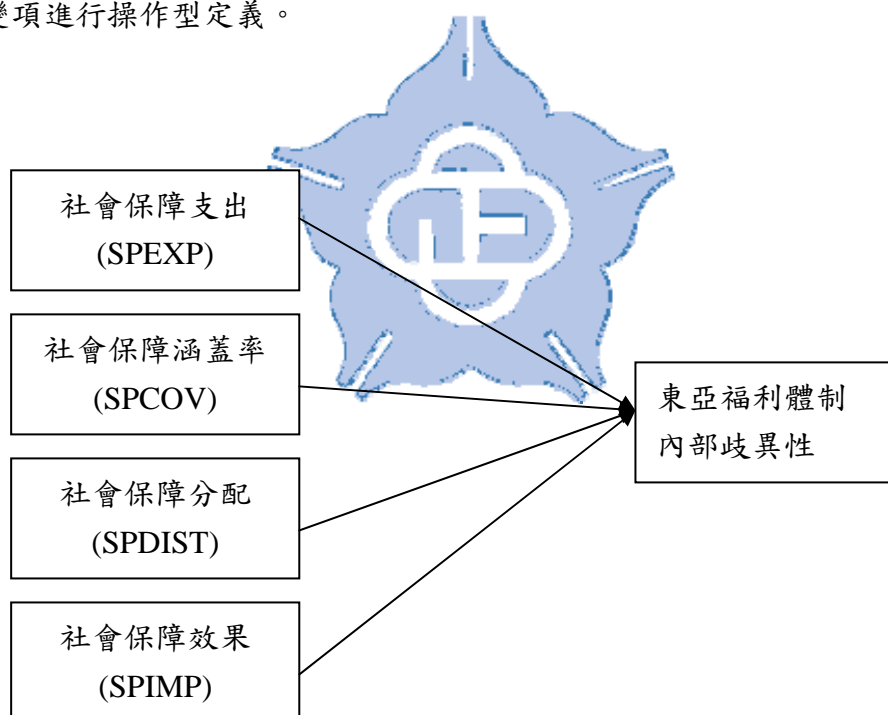 變項進行操作型定義。
社會保障支出
(SPEXP)
社會保障涵蓋率
(SPCOV)
社會保障分配
(SPDIST)
社會保障效果
(SPIMP)
東亞福利體制
內部歧異性